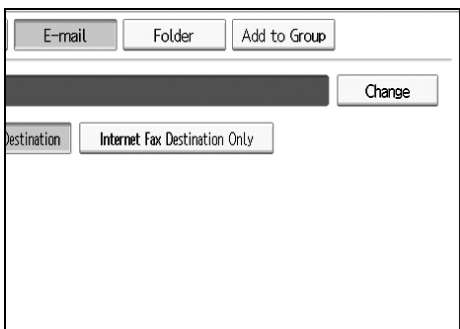 E-mail Folder Add to Group
Change
Destination Internet Fax Destination Only